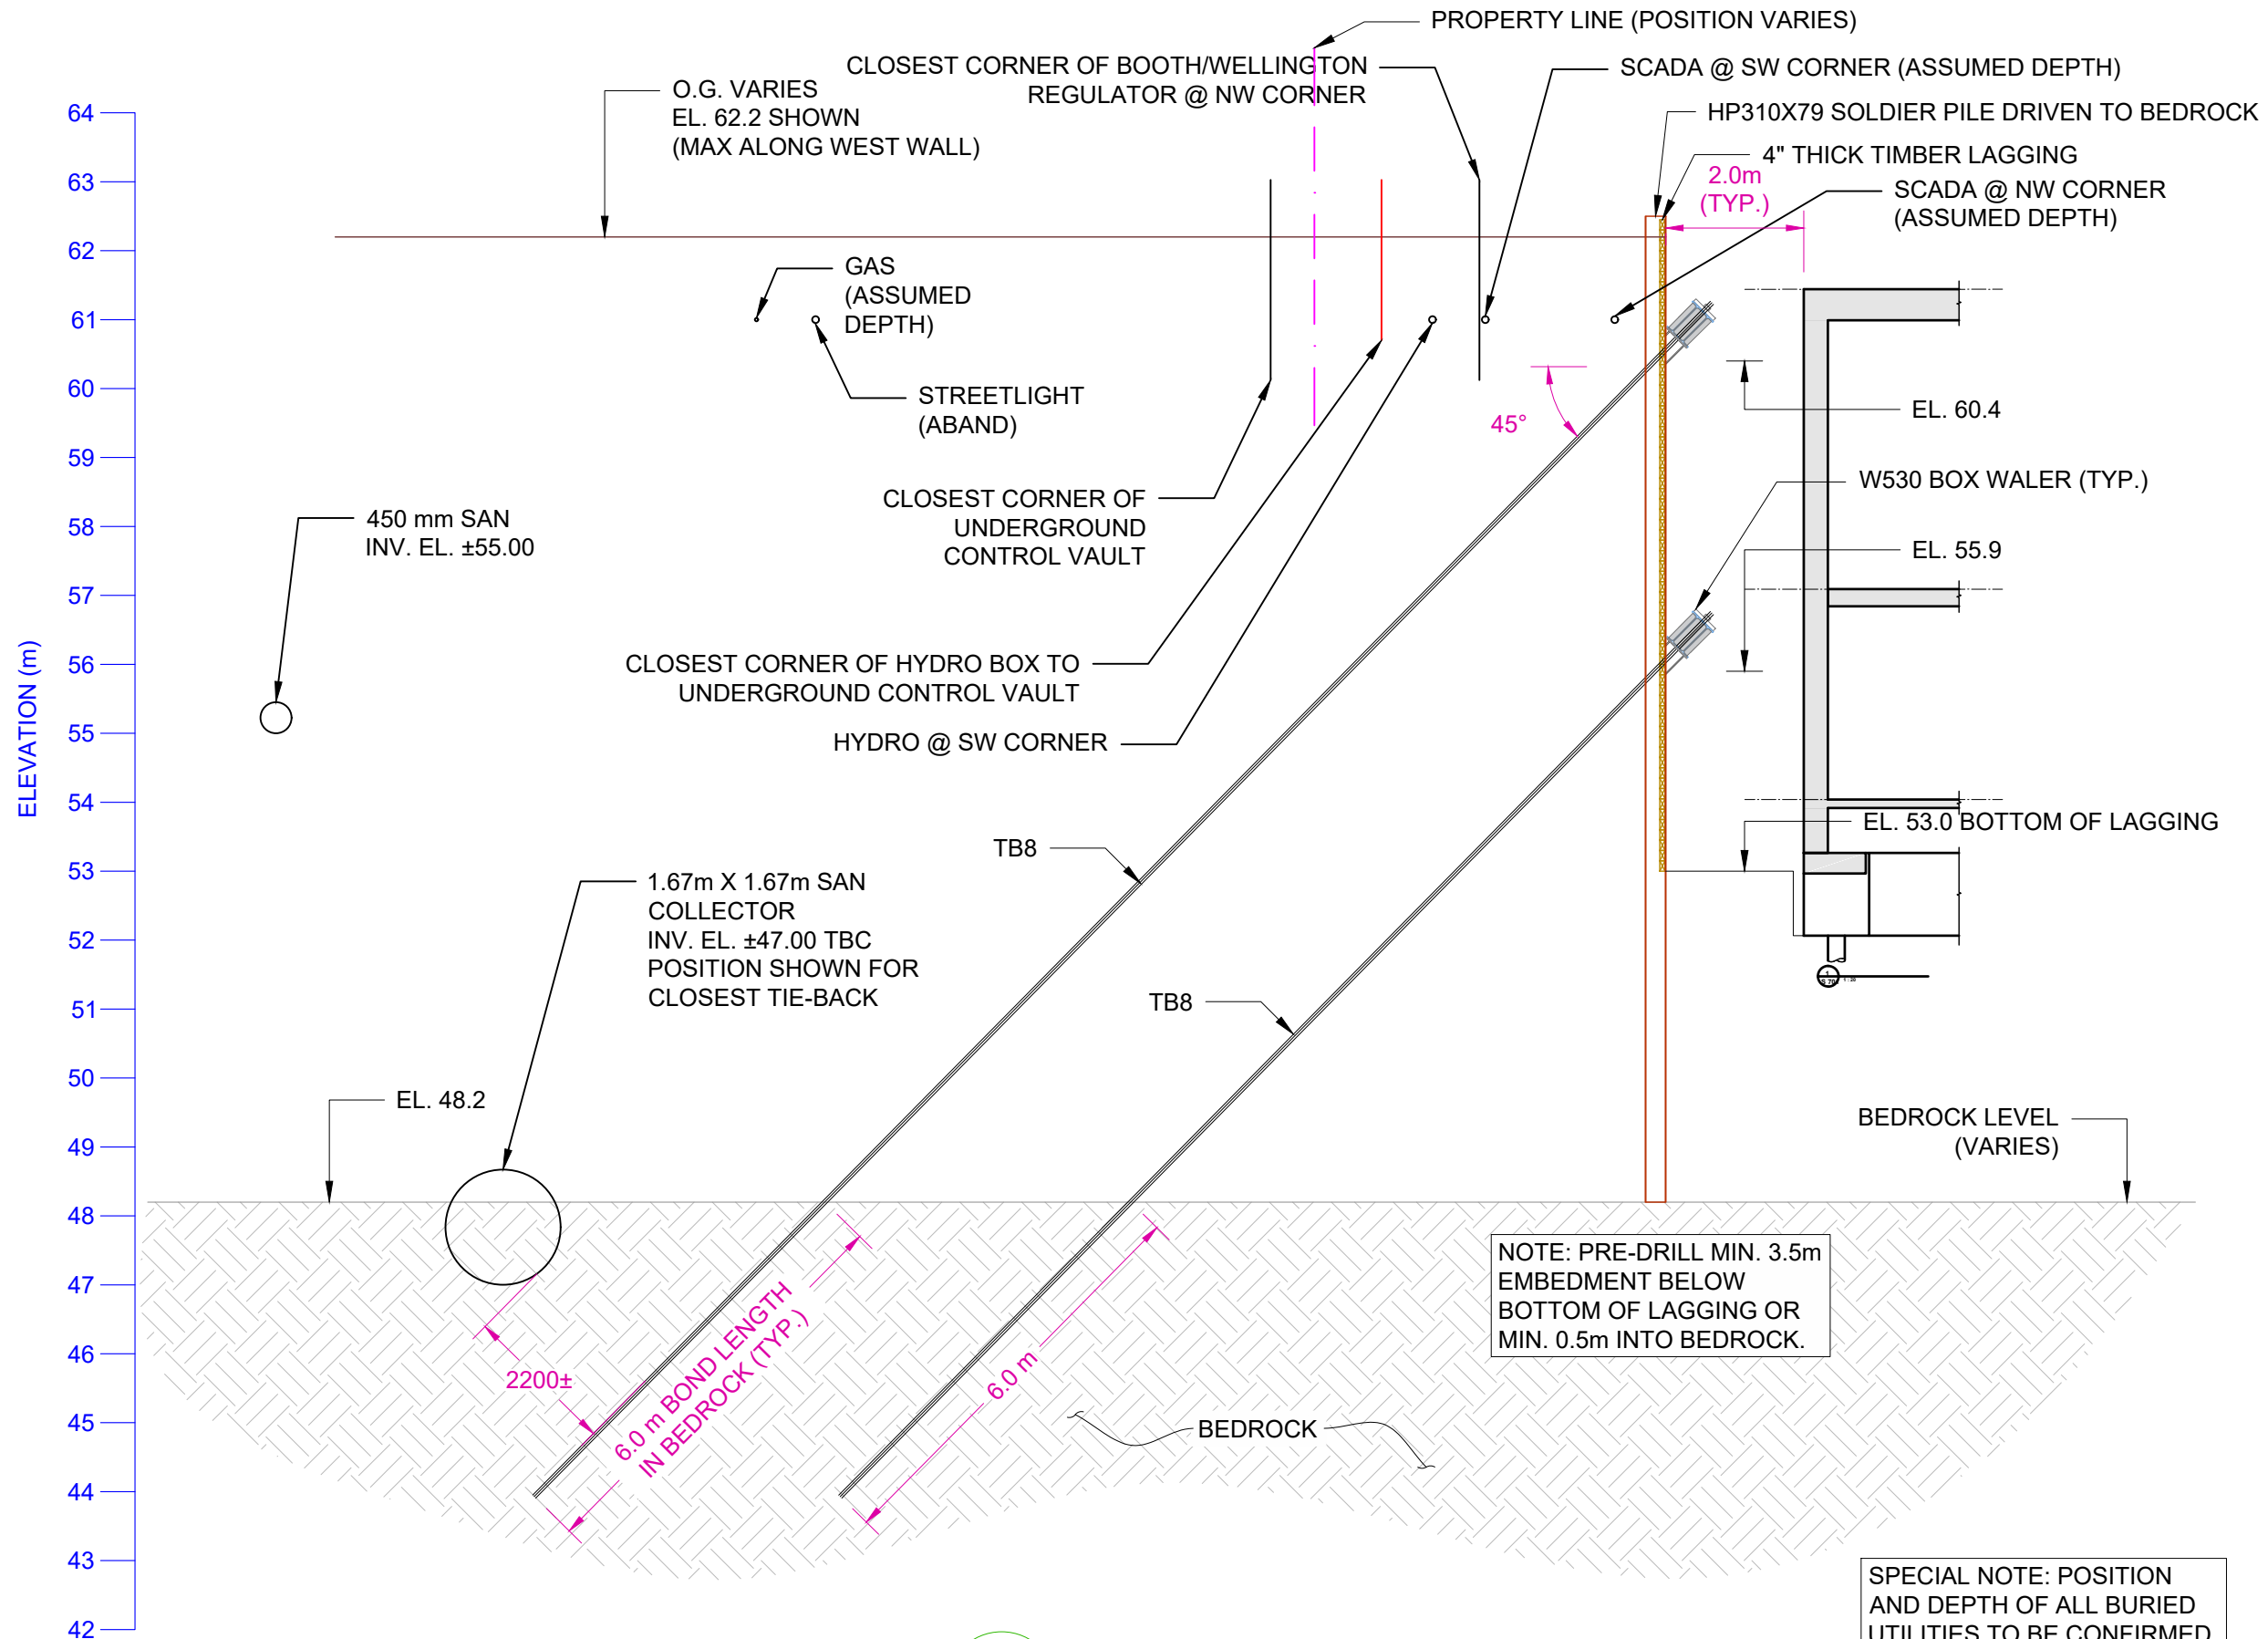 PROPERTY LINE (POSITION VARIES)
CLOSEST CORNER OF BOOTH/WELLINGTON
REGULATOR @ NW CORNER
SCADA @ SW CORNER (ASSUMED DEPTH)
O.G. VARIES
EL. 62.2 SHOWN
(MAX ALONG WEST WALL)
HP310X79 SOLDIER PILE DRIVEN TO BEDROCK
4" THICK TIMBER LAGGING
2.0m
(TYP.)
SCADA @ NW CORNER
(ASSUMED DEPTH)
GAS
(ASSUMED
DEPTH)
STREETLIGHT
(ABAND)
45°
EL. 60.4
CLOSEST CORNER OF
UNDERGROUND
CONTROL VAULT
W530 BOX WALER (TYP.)
450 mm SAN
INV. EL. ±55.00
EL. 55.9
CLOSEST CORNER OF HYDRO BOX TO
UNDERGROUND CONTROL VAULT
HYDRO @ SW CORNER
EL. 53.0 BOTTOM OF LAGGING
TB8
1.67m X 1.67m SAN
COLLECTOR
INV. EL. ±47.00 TBC
POSITION SHOWN FOR
CLOSEST TIE-BACK
TB8
EL. 48.2
BEDROCK LEVEL
(VARIES)
NOTE: PRE-DRILL MIN. 3.5m
EMBEDMENT BELOW
BOTTOM OF LAGGING OR
MIN. 0.5m INTO BEDROCK.
2200±
6.0 m BOND LENGTH
IN BEDROCK (TYP.)
6.0 m
BEDROCK
SPECIAL NOTE: POSITION
AND DEPTH OF ALL BURIED
UTILITIES TO BE CONFIRMED
ELEVATION (m)
64
63
62
61
60
59
58
57
56
55
54
53
52
51
50
49
48
47
46
45
44
43
42